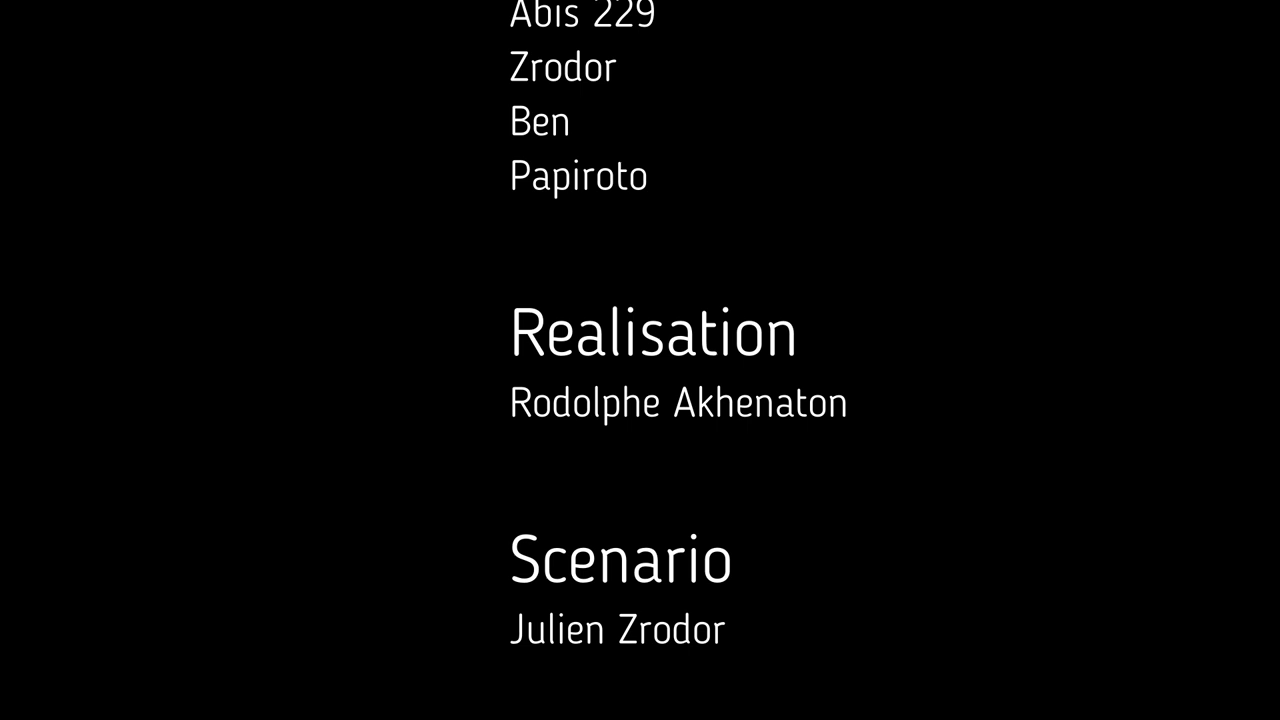 Abis 229
Zrodor
Ben
Papiroto
Realisation
Rodolphe Akhenaton
Scenario
Julien Zrodor